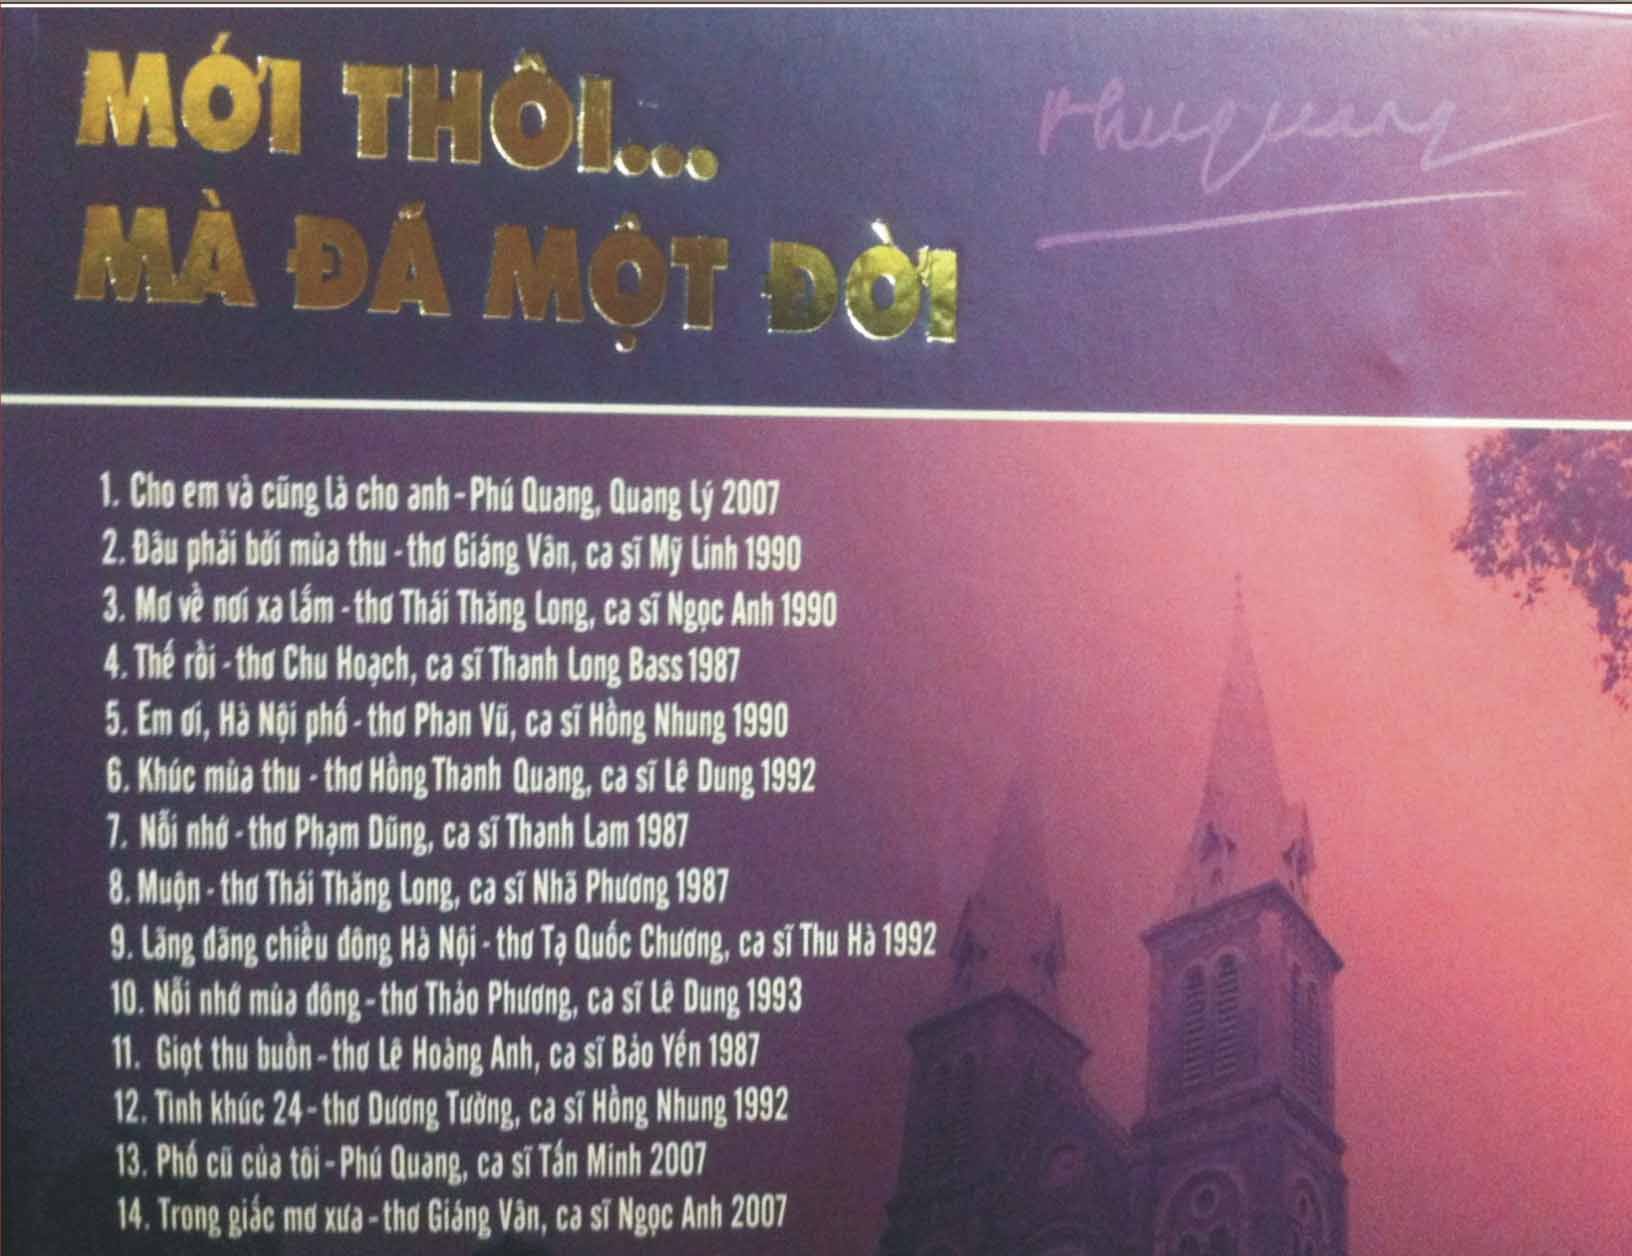 MỚI THÔI...
Phuquang
MÀ ĐÃ MỘT ĐỜI
1. Cho em và cũng là cho anh - Phú Quang, Quang Lý 2007
2. Đâu phải bởi mùa thu - thơ Giáng Vân, ca sĩ Mỹ Linh 1990
3. Mơ về nơi xa lắm - thơ Thái Thăng Long, ca sĩ Ngọc Anh 1990
4. Thế rồi - thơ Chu Hoạch, ca sĩ Thanh Long Bass 1987
5. Em ơi, Hà Nội phố - thơ Phan Vũ, ca sĩ Hồng Nhung 1990
6. Khúc mùa thu - thơ Hồng Thanh Quang, ca sĩ Lê Dung 1992
7. Nỗi nhớ - thơ Phạm Dũng, ca sĩ Thanh Lam 1987
8. Muộn - thơ Thái Thăng Long, ca sĩ Nhã Phương 1987
9. Lãng đãng chiều đông Hà Nội - thơ Tạ Quốc Chương, ca sĩ Thu Hà 1992
10. Nỗi nhớ mùa đông - thơ Thảo Phương, ca sĩ Lê Dung 1993
11. Giọt thu buồn - thơ Lê Hoàng Anh, ca sĩ Bảo Yến 1987
12. Tình khúc 24 - thơ Dương Tường, ca sĩ Hồng Nhung 1992
13. Phố cũ của tôi - Phú Quang, ca sĩ Tấn Minh 2007
14. Trong giấc mơ xưa - thơ Giáng Vân, ca sĩ Ngọc Anh 2007